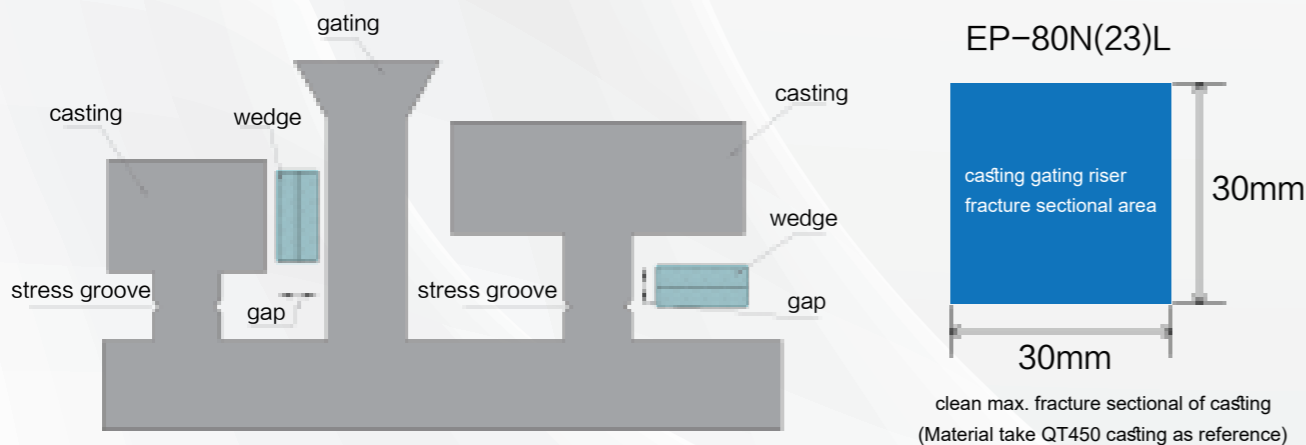 gating
casting
wedge
casting
wedge
stress groove
gap
stress groove
gap
EP-80N(23)L
casting gating riser
fracture sectional area
30mm
30mm
clean max. fracture sectional of casting
(Material take QT450 casting as reference)